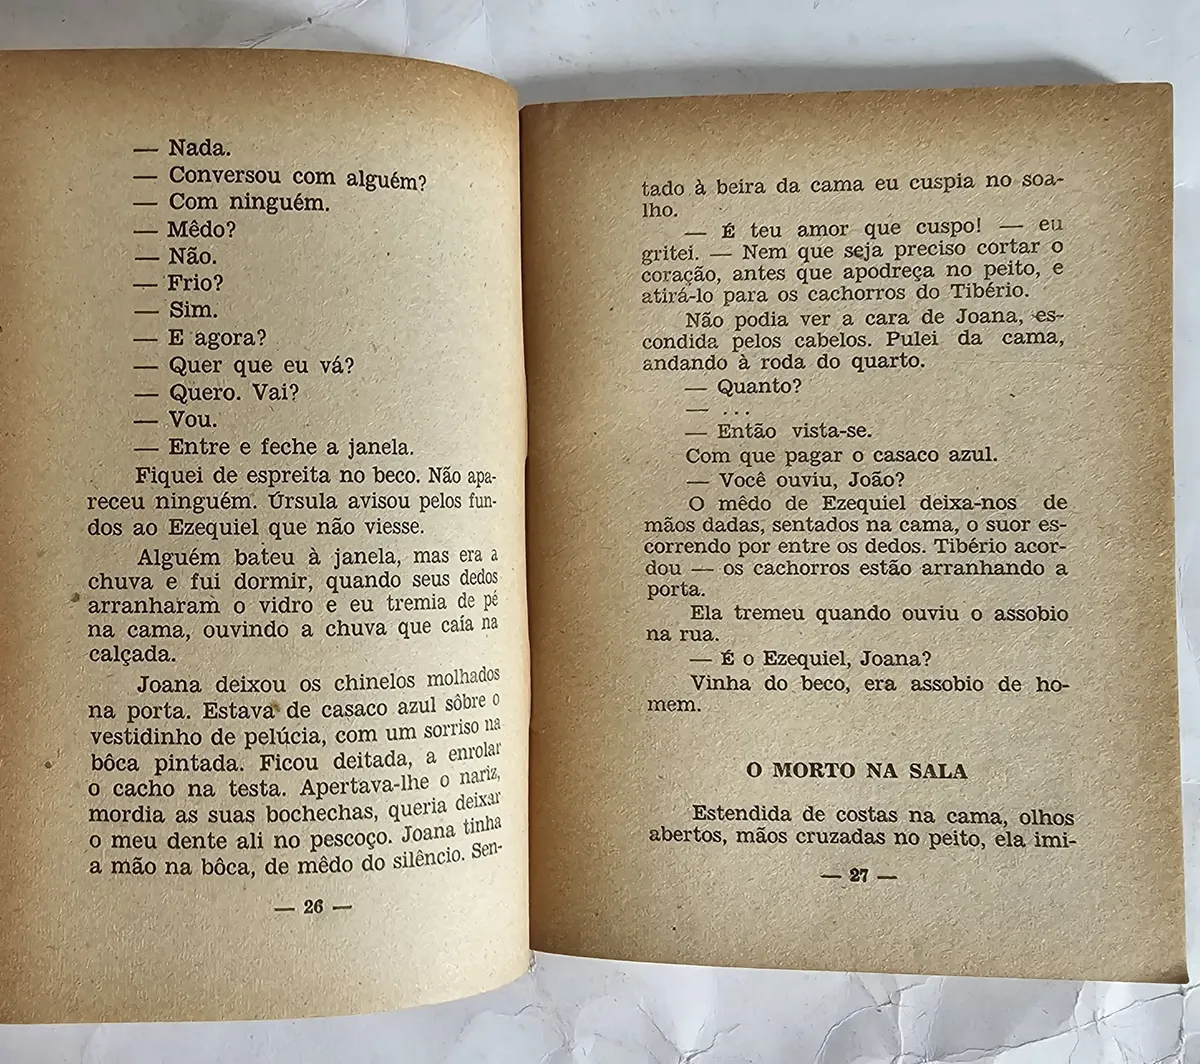 — Nada.
— Conversou com alguém?
— Com ninguém.
— Mêdo?
— Não.
— Frio?
— Sim.
— E agora?
— Quer que eu vá?
— Quero. Vai?
— Vou.
— Entre e feche a janela.
Fiquei de espreita no beco. Não apa-
receu ninguém. Úrsula avisou pelos fun-
dos ao Ezequiel que não viesse.
Alguém bateu à janela, mas era a
chuva e fui dormir, quando seus dedos
arranharam o vidro e eu tremia de pé
na cama, ouvindo a chuva que caía na
calçada.
Joana deixou os chinelos molhados
na porta. Estava de casaco azul sôbre o
vestidinho de pelúcia, com um sorriso na
bôca pintada. Ficou deitada, a enrolar
o cacho na testa. Apertava-lhe o nariz,
mordia as suas bochechas, queria deixar
o meu dente ali no pescoço. Joana tinha
a mão na bôca, de mêdo do silêncio. Sen-
— 26 —
tado à beira da cama eu cuspia no soa-
lho.
— É teu amor que cuspo! — eu
gritei. — Nem que seja preciso cortar o
coração, antes que apodreça no peito, e
atirá-lo para os cachorros do Tibério.
Não podia ver a cara de Joana, es-
condida pelos cabelos. Pulei da cama,
andando à roda do quarto.
— Quanto?
— ...
— Então vista-se.
Com que pagar o casaco azul.
— Você ouviu, João?
O mêdo de Ezequiel deixa-nos de
mãos dadas, sentados na cama, o suor es-
correndo por entre os dedos. Tibério acor-
dou — os cachorros estão arranhando a
porta.
Ela tremeu quando ouviu o assobio
na rua.
— É o Ezequiel, Joana?
Vinha do beco, era assobio de ho-
mem.
O MORTO NA SALA
Estendida de costas na cama, olhos
abertos, mãos cruzadas no peito, ela imi-
— 27 —